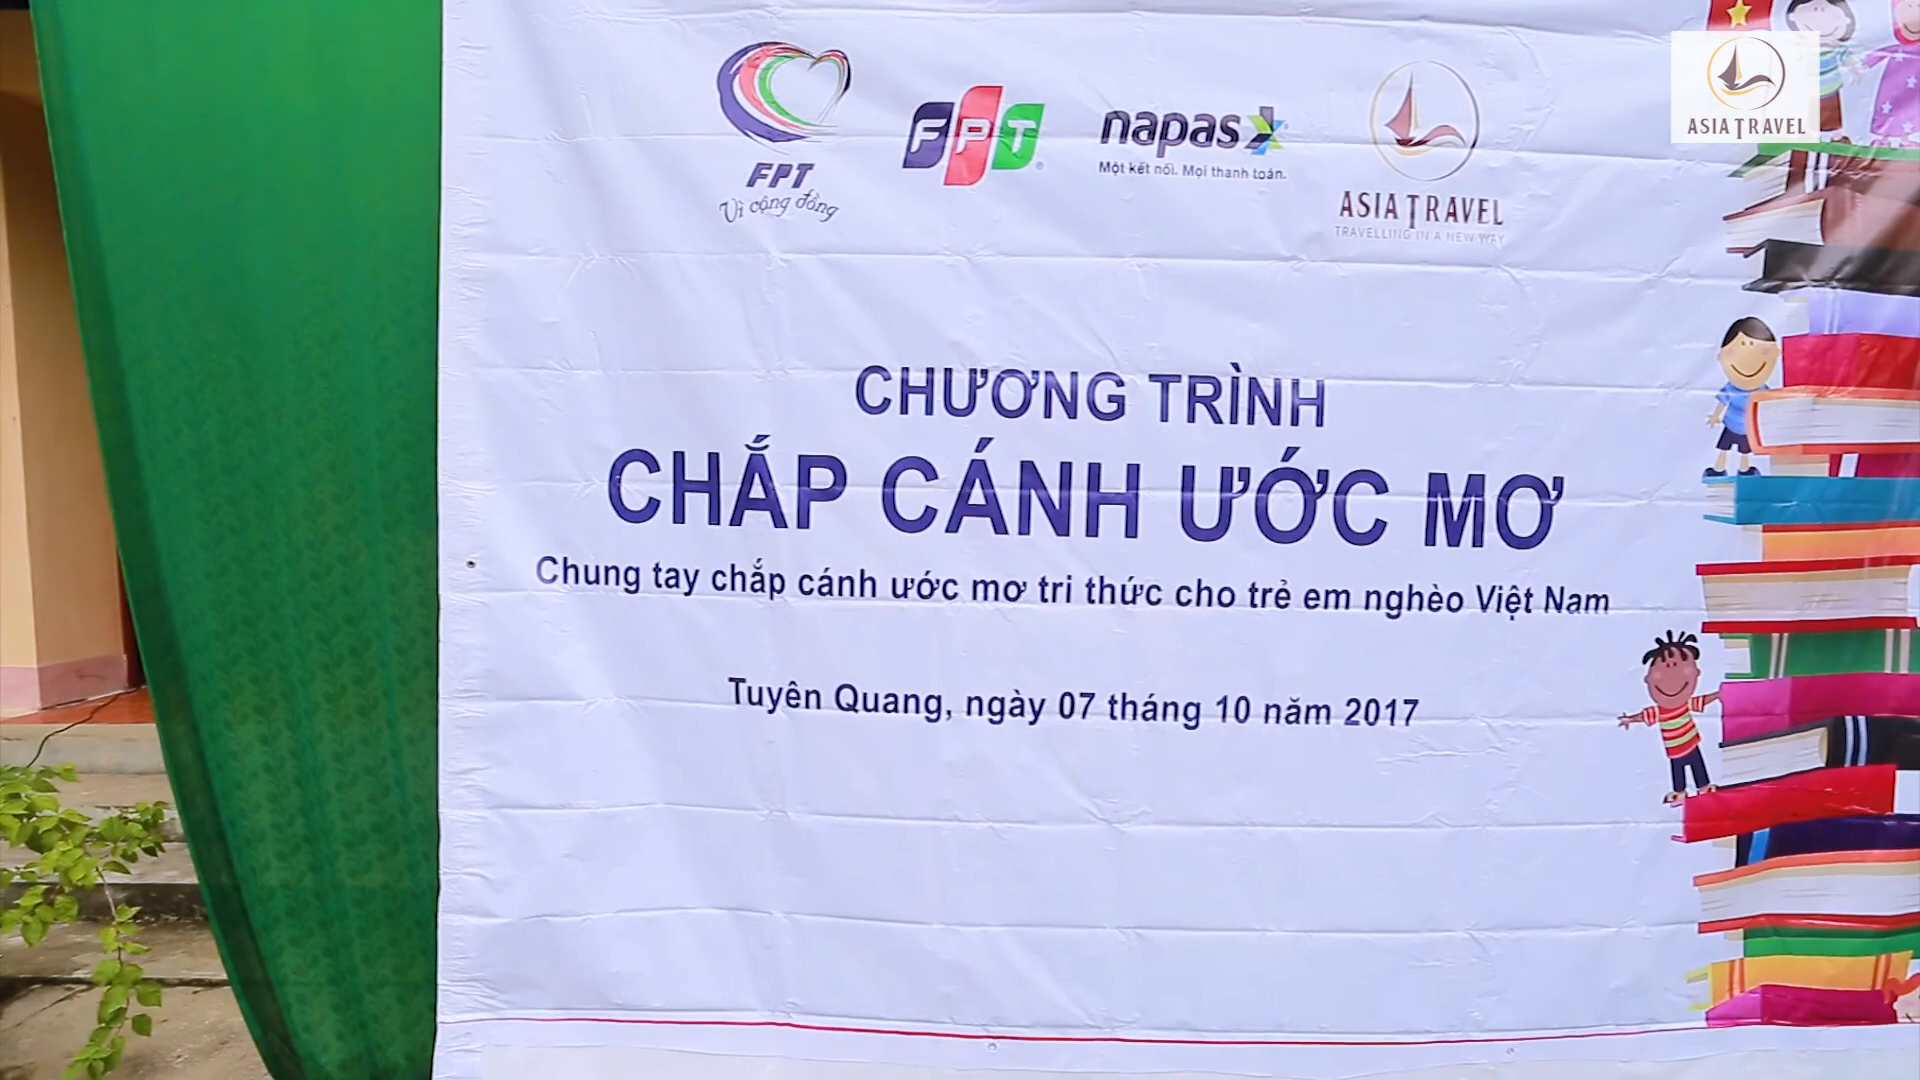 FPT
Vì cộng đồng
FPT
napas
Một kết nối. Mọi thanh toán.
ASIA TRAVEL
TRAVELLING IN A NEW WAY
ASIA TRAVEL
CHƯƠNG TRÌNH
CHẮP CÁNH ƯỚC MƠ
Chung tay chắp cánh ước mơ tri thức cho trẻ em nghèo Việt Nam
Tuyên Quang, ngày 07 tháng 10 năm 2017